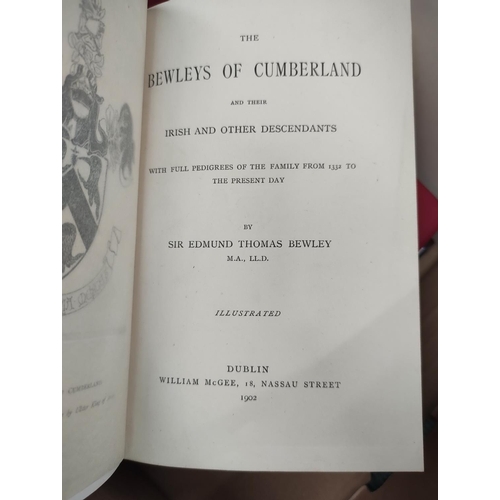 THE
BEWLEYS OF CUMBERLAND
AND THEIR
IRISH AND OTHER DESCENDANTS
WITH FULL PEDIGREES OF THE FAMILY FROM 1332 TO
THE PRESENT DAY
BY
SIR EDMUND THOMAS BEWLEY
M.A., LL.D.
ILLUSTRATED
DUBLIN
WILLIAM McGEE, 18, NASSAU STREET
1902